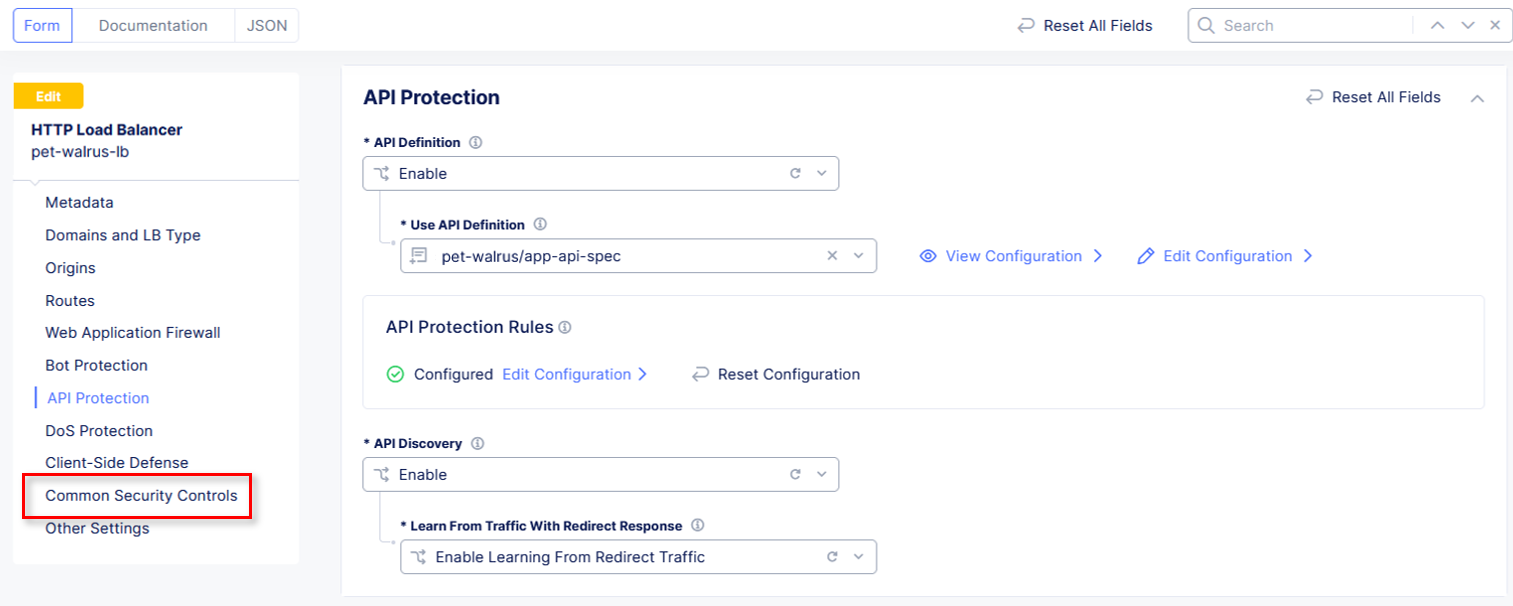 Form Documentation JSON Reset All Fields Search
Edit
HTTP Load Balancer
pet-walrus-lb
Metadata
Domains and LB Type
Origins
Routes
Web Application Firewall
Bot Protection
API Protection
DoS Protection
Client-Side Defense
Common Security Controls
Other Settings
API Protection Reset All Fields
* API Definition
Enable
* Use API Definition
pet-walrus/app-api-spec View Configuration Edit Configuration
API Protection Rules
Configured Edit Configuration Reset Configuration
* API Discovery
Enable
* Learn From Traffic With Redirect Response
Enable Learning From Redirect Traffic